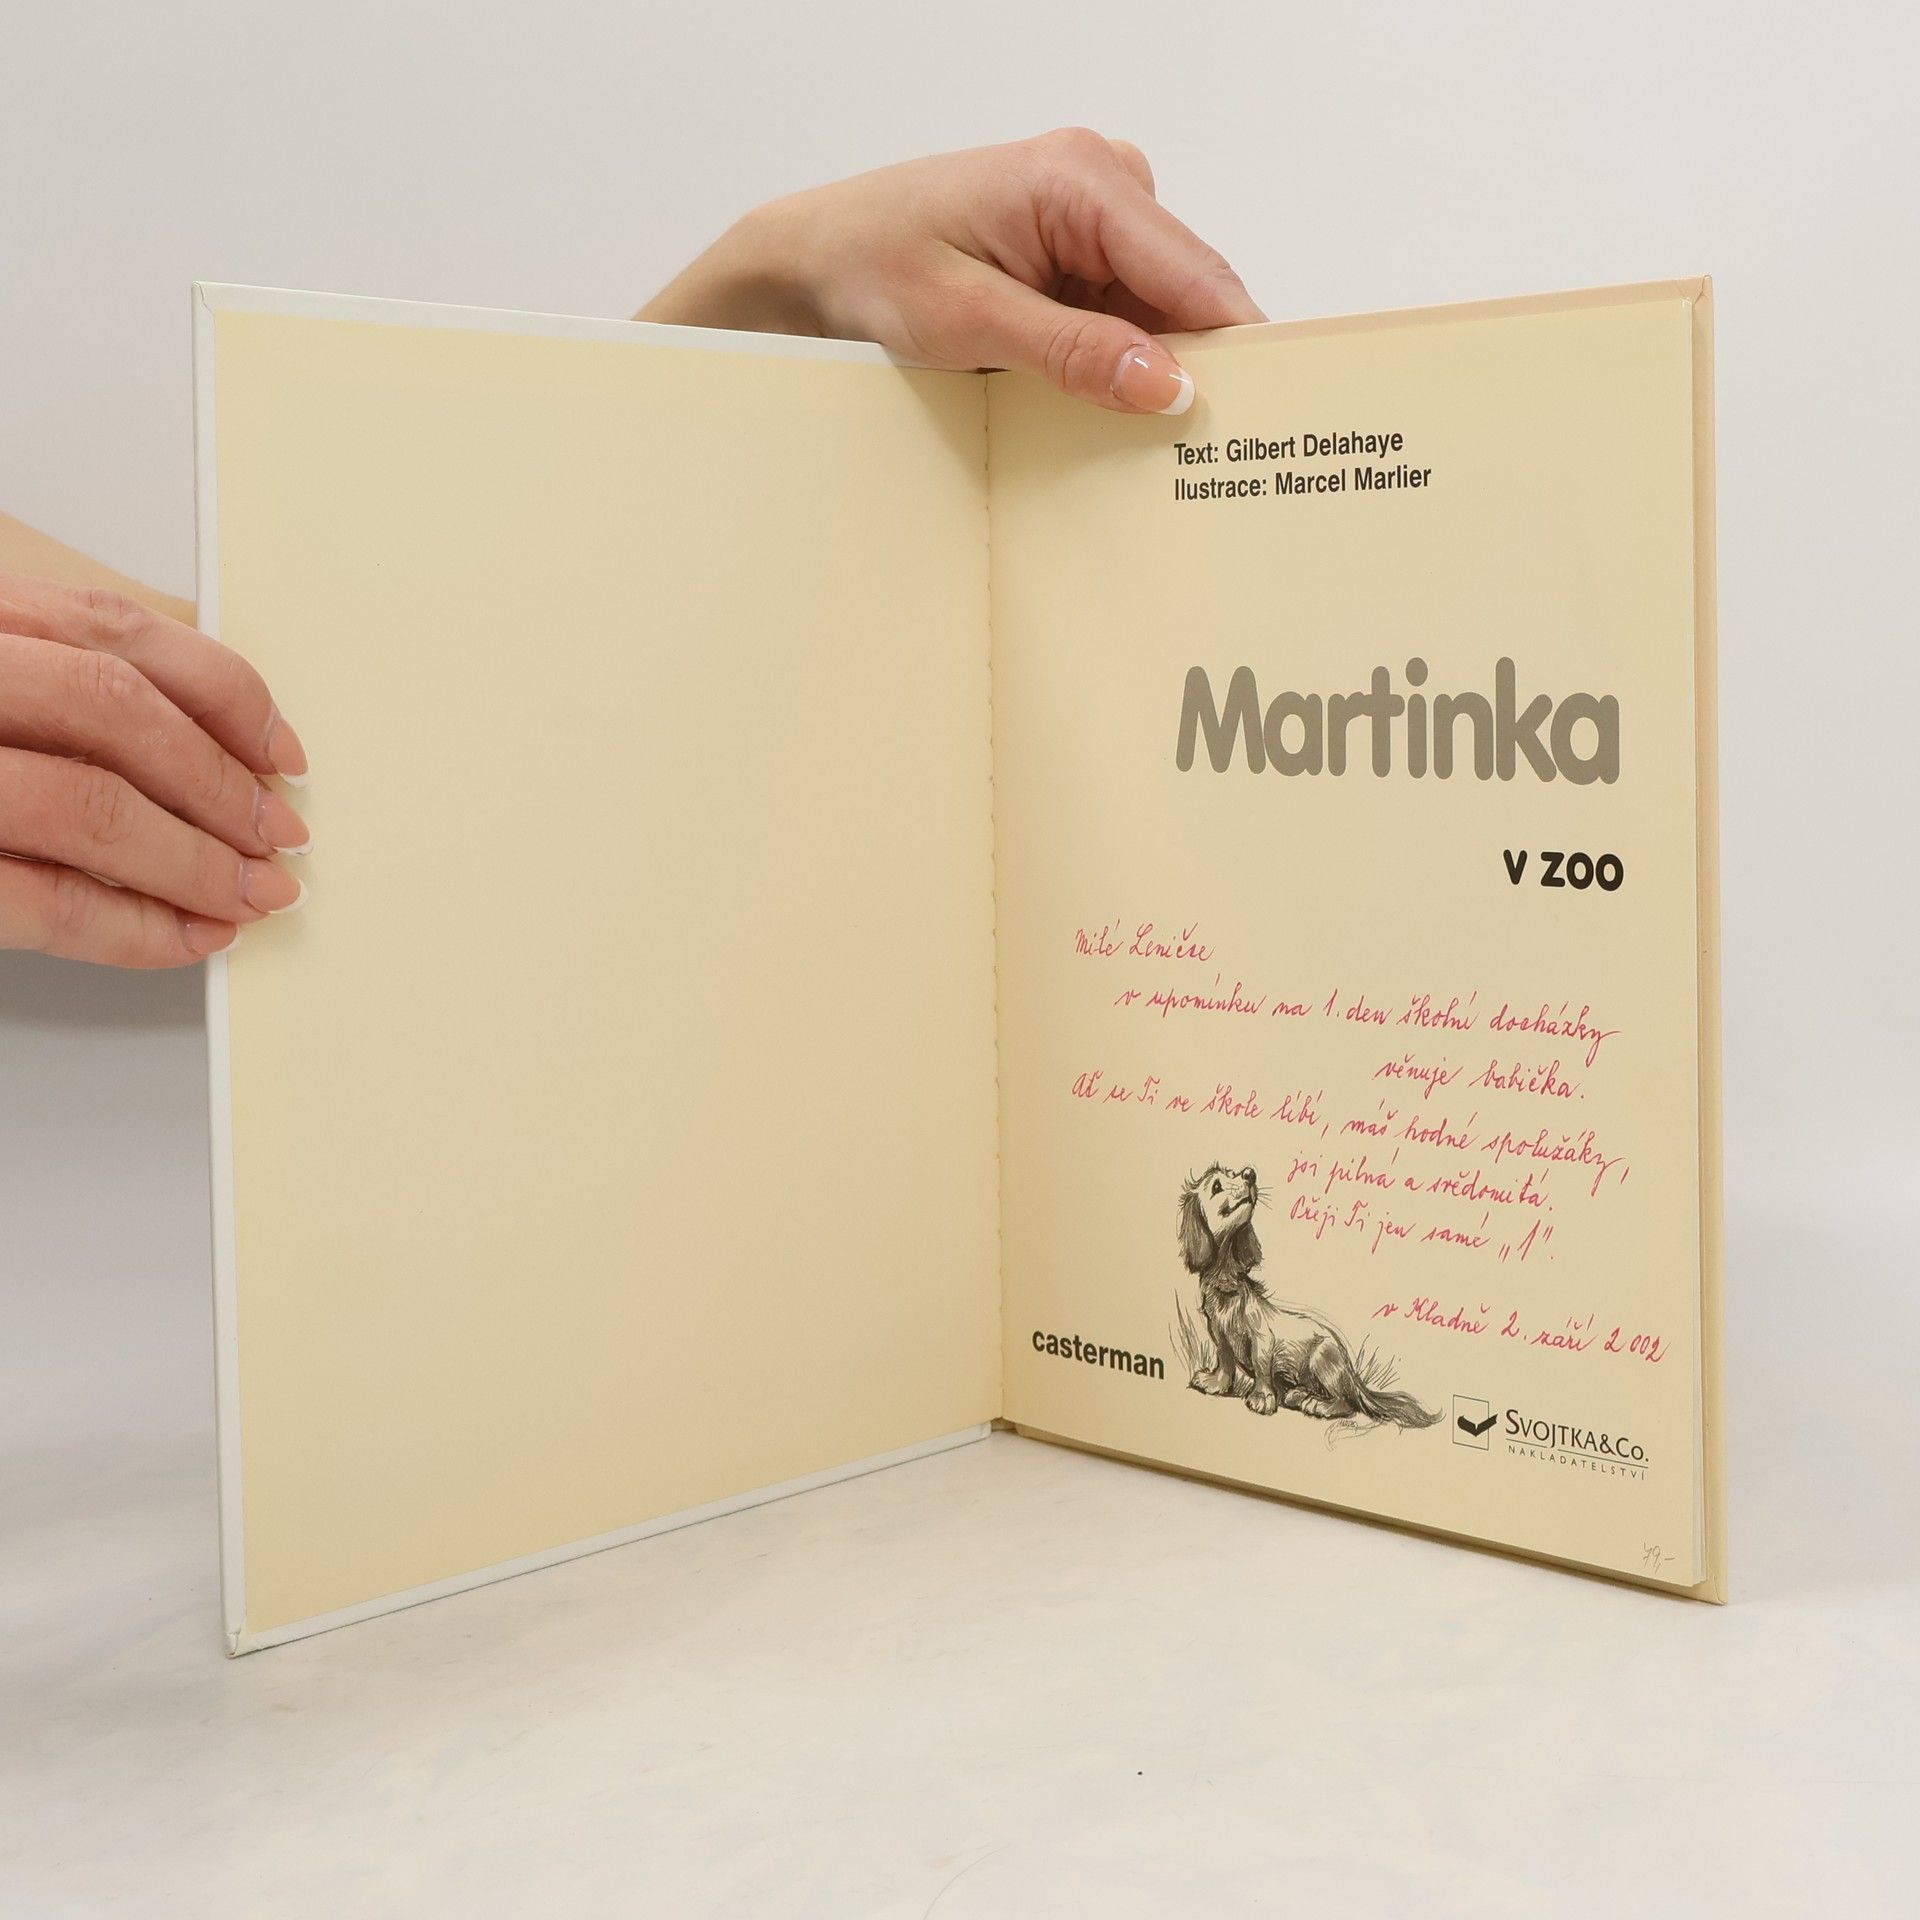 Text: Gilbert Delahaye
Ilustrace: Marcel Marlier
Martinka
v zoo
Milé Leničce
v upomínku na 1. den školní docházky
věnuje babička.
Ať se Ti ve škole líbí, máš hodné spolužáky,
jsi pilná a svědomitá.
Přeji Ti jen samé „1".
v Kladně 2. září 2002
casterman
SVOJTKA&CO.
NAKLADATELSTVÍ
79,-